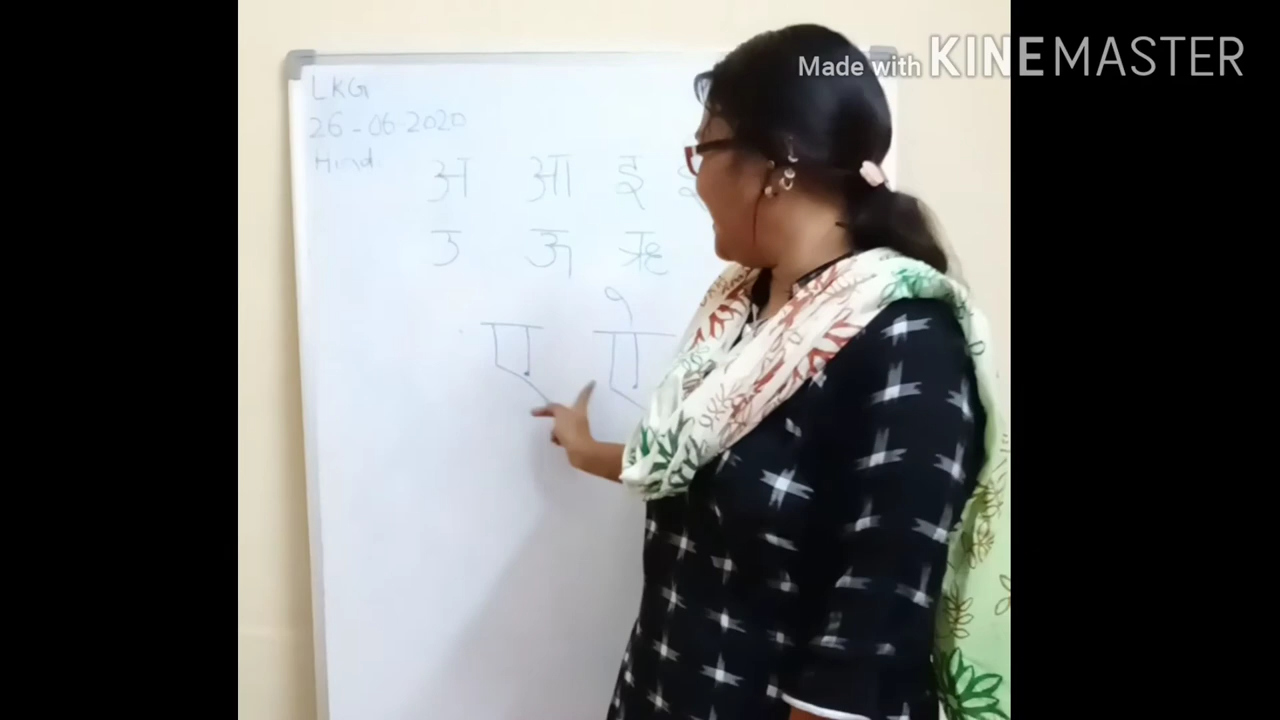 Made with KINEMASTER
LKG
26-06-2020
Hindi
अ आ इ
उ ऊ ऋ
ए ऐ